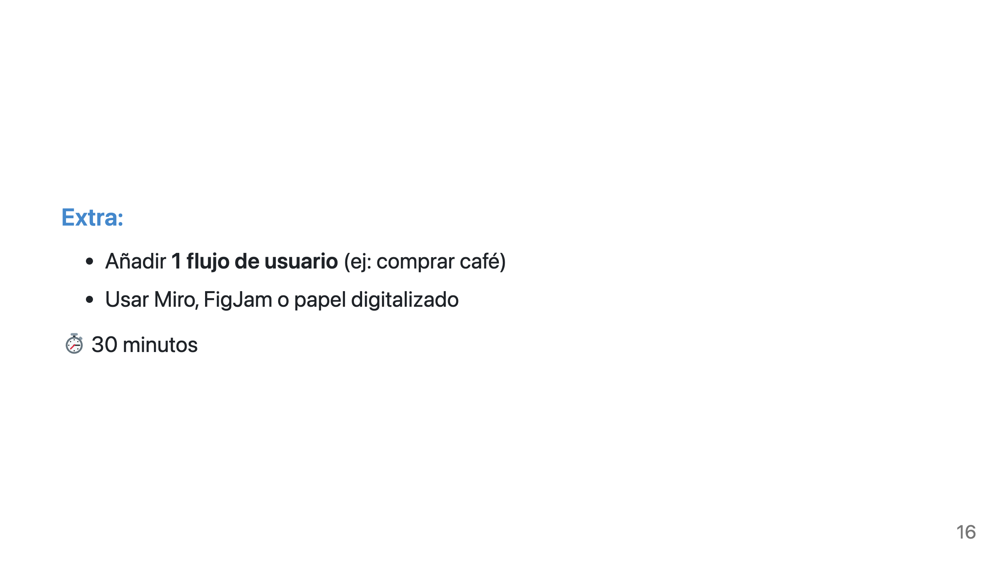 Extra:
• Añadir 1 flujo de usuario (ej: comprar café)
• Usar Miro, FigJam o papel digitalizado
⏱ 30 minutos
16